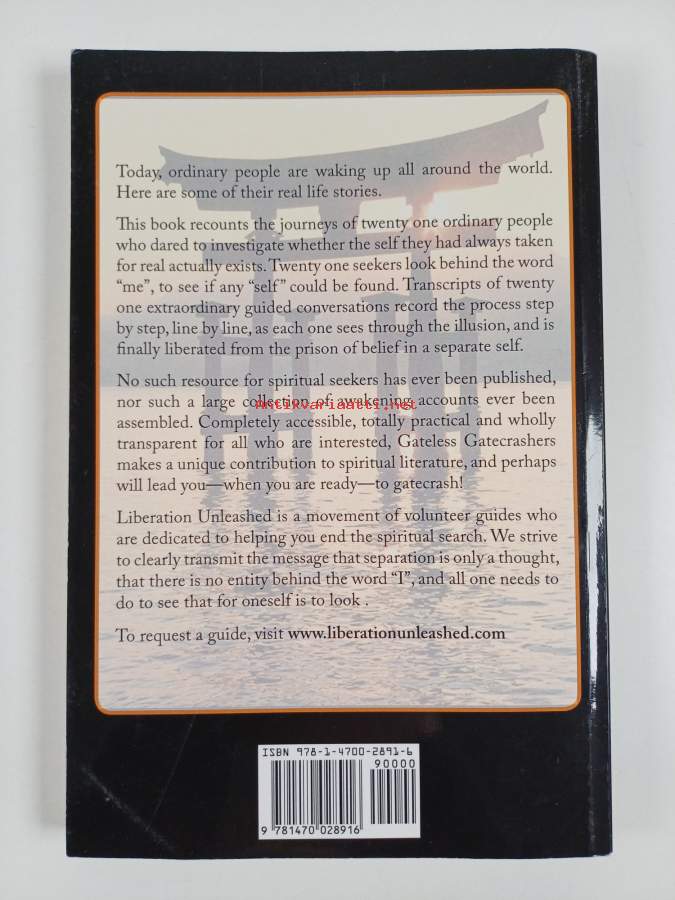 Today, ordinary people are waking up all around the world.
Here are some of their real life stories.
This book recounts the journeys of twenty one ordinary people
who dared to investigate whether the self they had always taken
for real actually exists. Twenty one seekers look behind the word
“me”, to see if any “self” could be found. Transcripts of twenty
one extraordinary guided conversations record the process step
by step, line by line, as each one sees through the illusion, and is
finally liberated from the prison of belief in a separate self.
No such resource for spiritual seekers has ever been published,
nor such a large collection of awakening accounts ever been
Antikvariaatti.net
assembled. Completely accessible, totally practical and wholly
transparent for all who are interested, Gateless Gatecrashers
makes a unique contribution to spiritual literature, and perhaps
will lead you—when you are ready—to gatecrash!
Liberation Unleashed is a movement of volunteer guides who
are dedicated to helping you end the spiritual search. We strive
to clearly transmit the message that separation is only a thought,
that there is no entity behind the word “I”, and all one needs to
do to see that for oneself is to look .
To request a guide, visit www.liberationunleashed.com
ISBN 978-1-4700-2891-6
90000
9 781470 028916